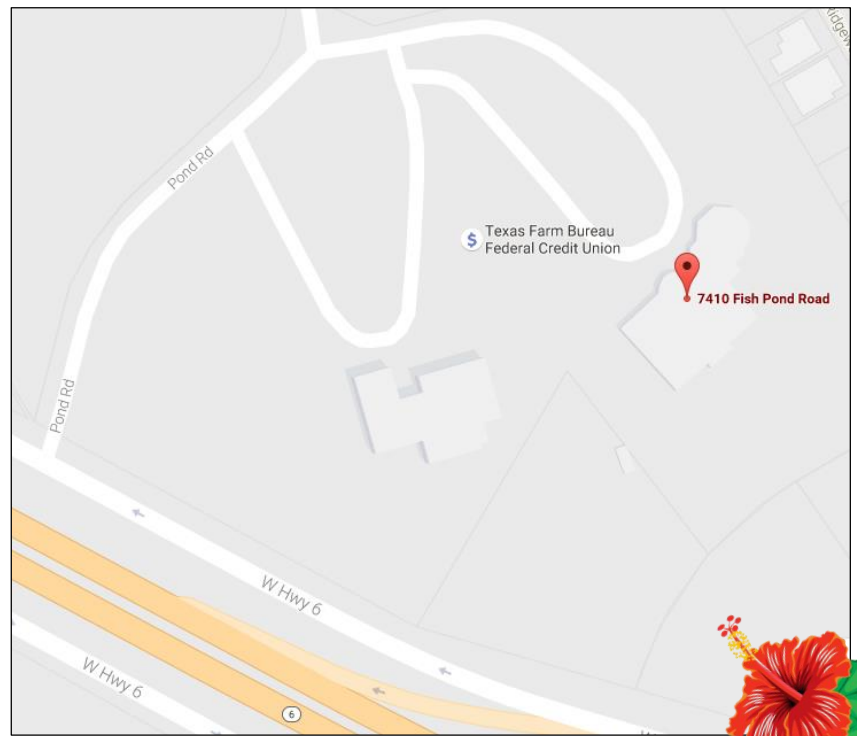 Pond Rd
$
Texas Farm Bureau
Federal Credit Union
7410 Fish Pond Road
Pond Rd
W Hwy 6
W Hwy 6
6